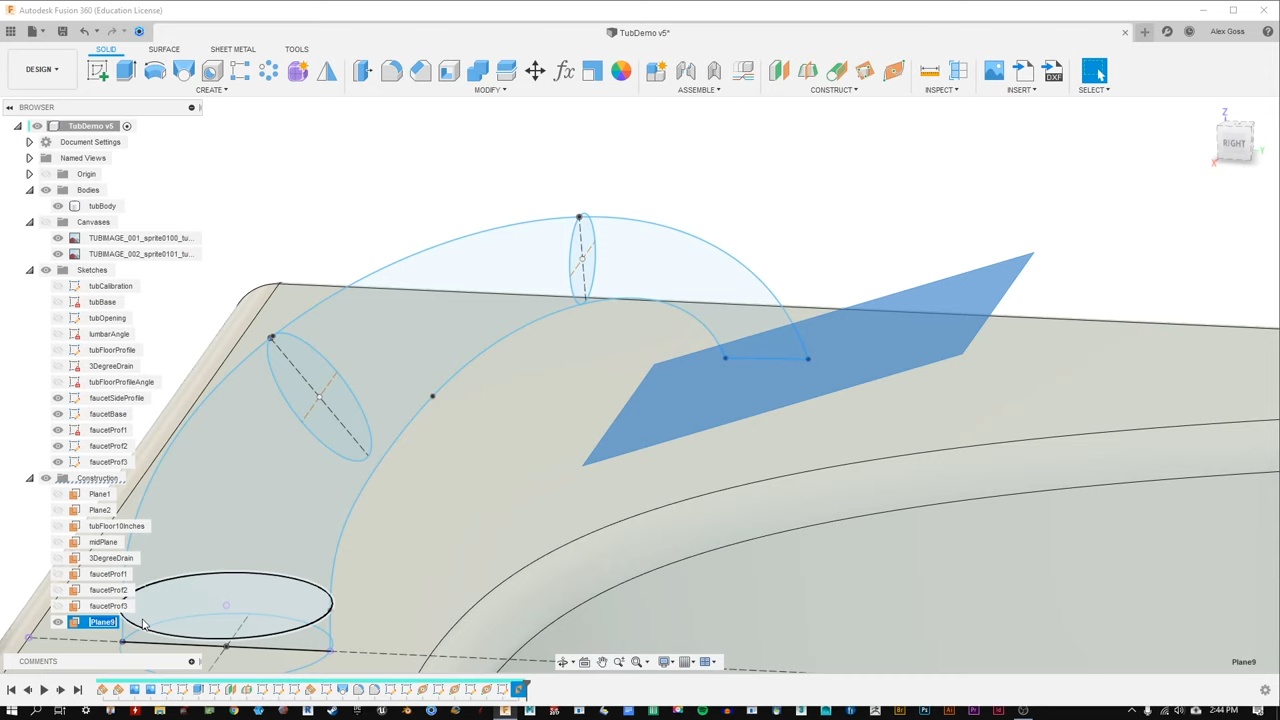 Autodesk Fusion 360 (Education License)
TubDemo v5*
Alex Goss
DESIGN
SOLID
SURFACE
SHEET METAL
TOOLS
CREATE
MODIFY
ASSEMBLE
CONSTRUCT
INSPECT
INSERT
SELECT
DXF
BROWSER
TubDemo v5
Document Settings
Named Views
Origin
Bodies
tubBody
Canvases
TUBIMAGE_001_sprite0100_tu...
TUBIMAGE_002_sprite0101_tu...
Sketches
tubCalibration
tubBase
tubOpening
lumbarAngle
tubFloorProfile
3DegreeDrain
tubFloorProfileAngle
faucetSideProfile
faucetBase
faucetProf1
faucetProf2
faucetProf3
Construction
Plane1
Plane2
tubFloor10Inches
midPlane
3DegreeDrain
faucetProf1
faucetProf2
faucetProf3
Plane9
Z
RIGHT
Y
X
COMMENTS
Plane9
2:44 PM